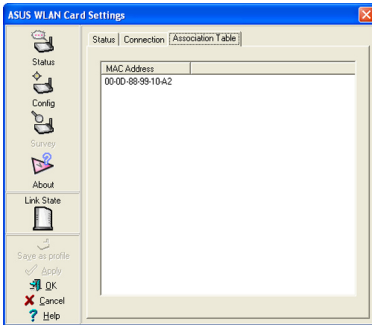 ASUS WLAN Card Settings
Status
Config
Survey
About
Link State
Save as profile
Apply
OK
Cancel
Help
Status Connection Association Table
MAC Address
00-0D-88-99-10-A2